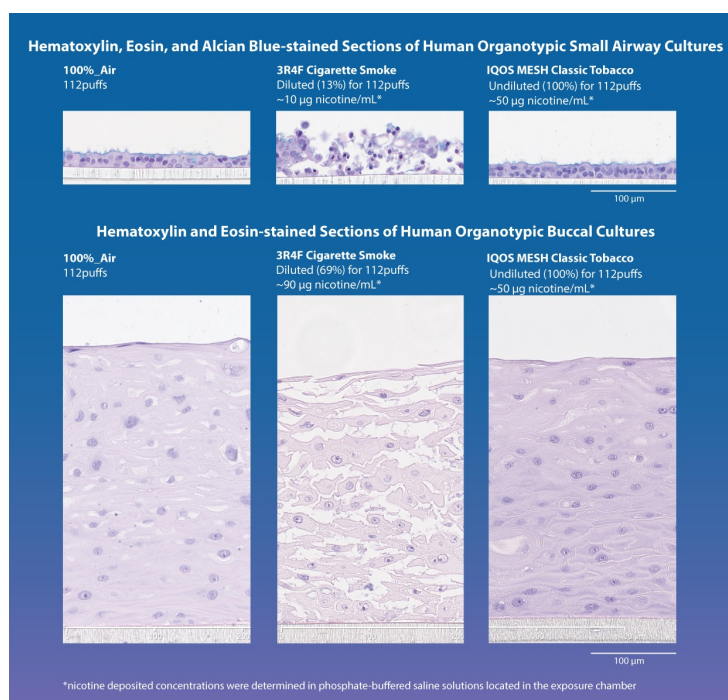 Hematoxylin, Eosin, and Alcian Blue-stained Sections of Human Organotypic Small Airway Cultures
100%_Air
112puffs
3R4F Cigarette Smoke
Diluted (13%) for 112puffs
~10 µg nicotine/mL*
IQOS MESH Classic Tobacco
Undiluted (100%) for 112puffs
~50 µg nicotine/mL*
100 µm
Hematoxylin and Eosin-stained Sections of Human Organotypic Buccal Cultures
100%_Air
112puffs
3R4F Cigarette Smoke
Diluted (69%) for 112puffs
~90 µg nicotine/mL*
IQOS MESH Classic Tobacco
Undiluted (100%) for 112puffs
~50 µg nicotine/mL*
100 µm
*nicotine deposited concentrations were determined in phosphate-buffered saline solutions located in the exposure chamber